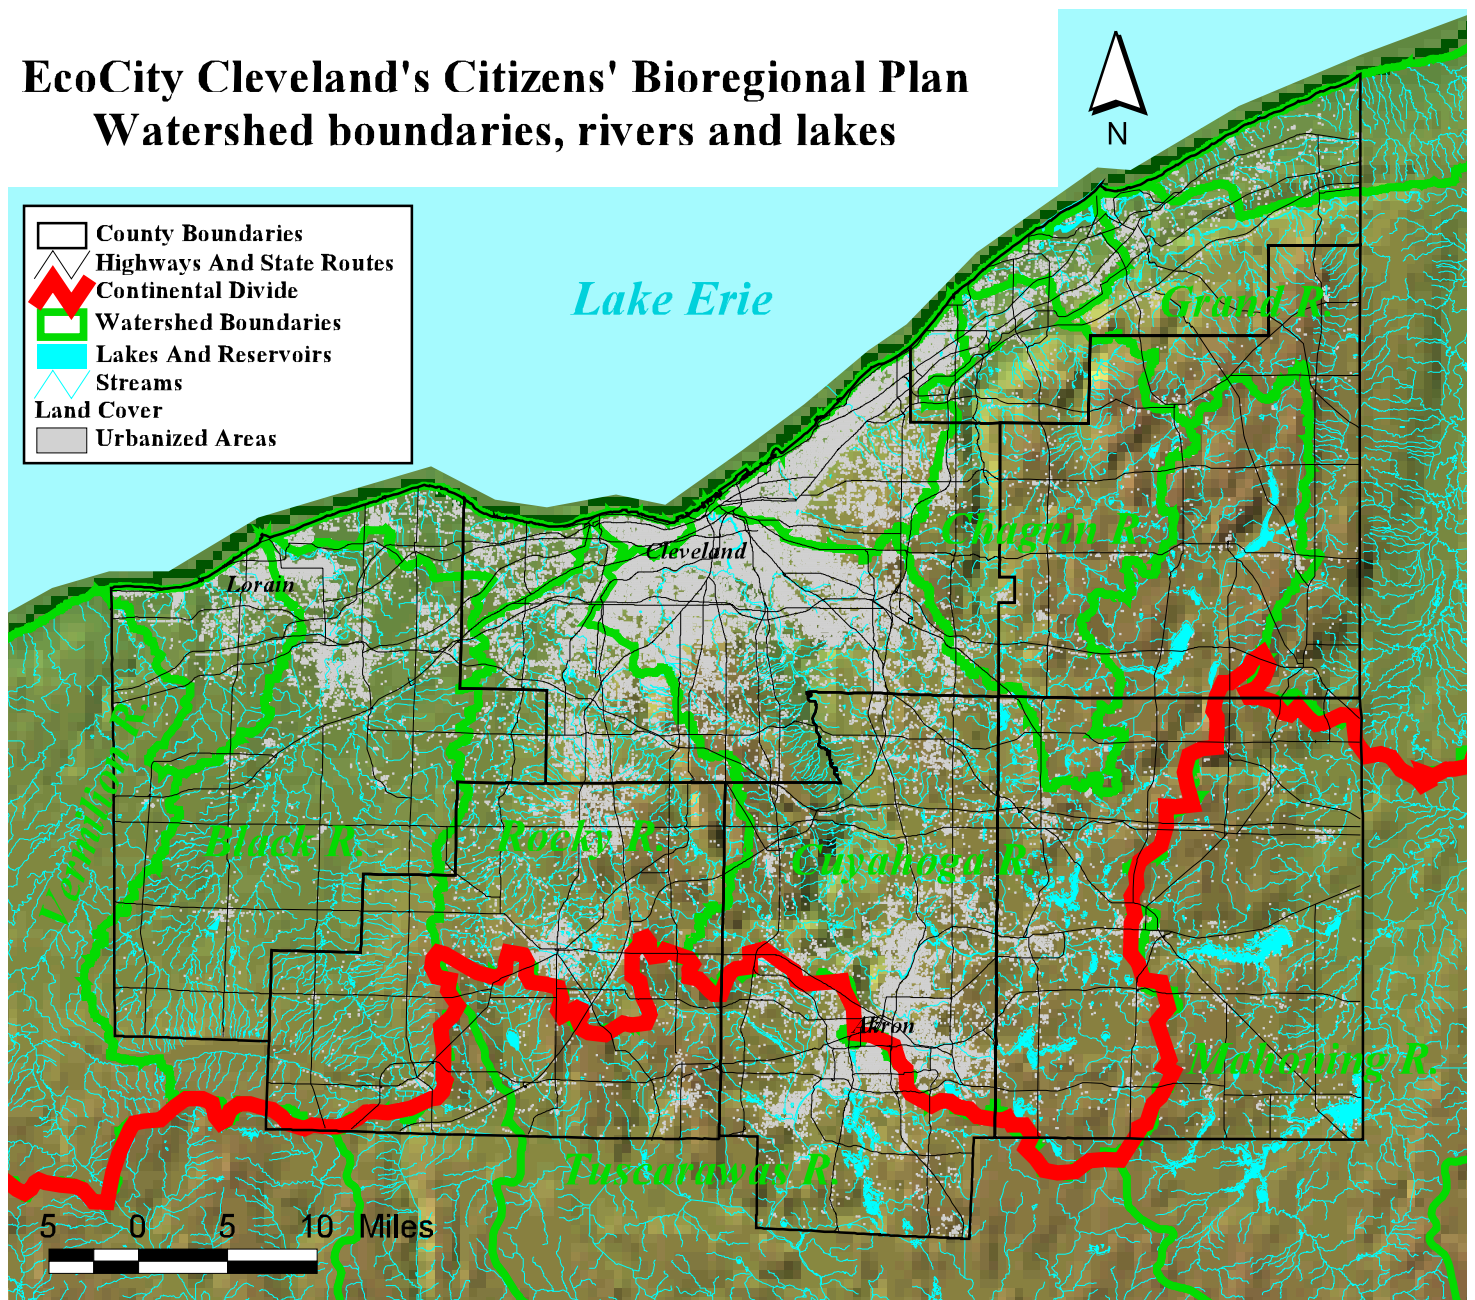 EcoCity Cleveland's Citizens' Bioregional Plan
Watershed boundaries, rivers and lakes
N
County Boundaries
Highways And State Routes
Continental Divide
Watershed Boundaries
Lakes And Reservoirs
Streams
Land Cover
Urbanized Areas
Lake Erie
Grand R
Chagrin R.
Cleveland
Lorain
Vermilion R.
Black R.
Rocky R.
Cuyahoga R.
Akron
Mahoning R.
Tuscarawas R.
5 0 5 10 Miles